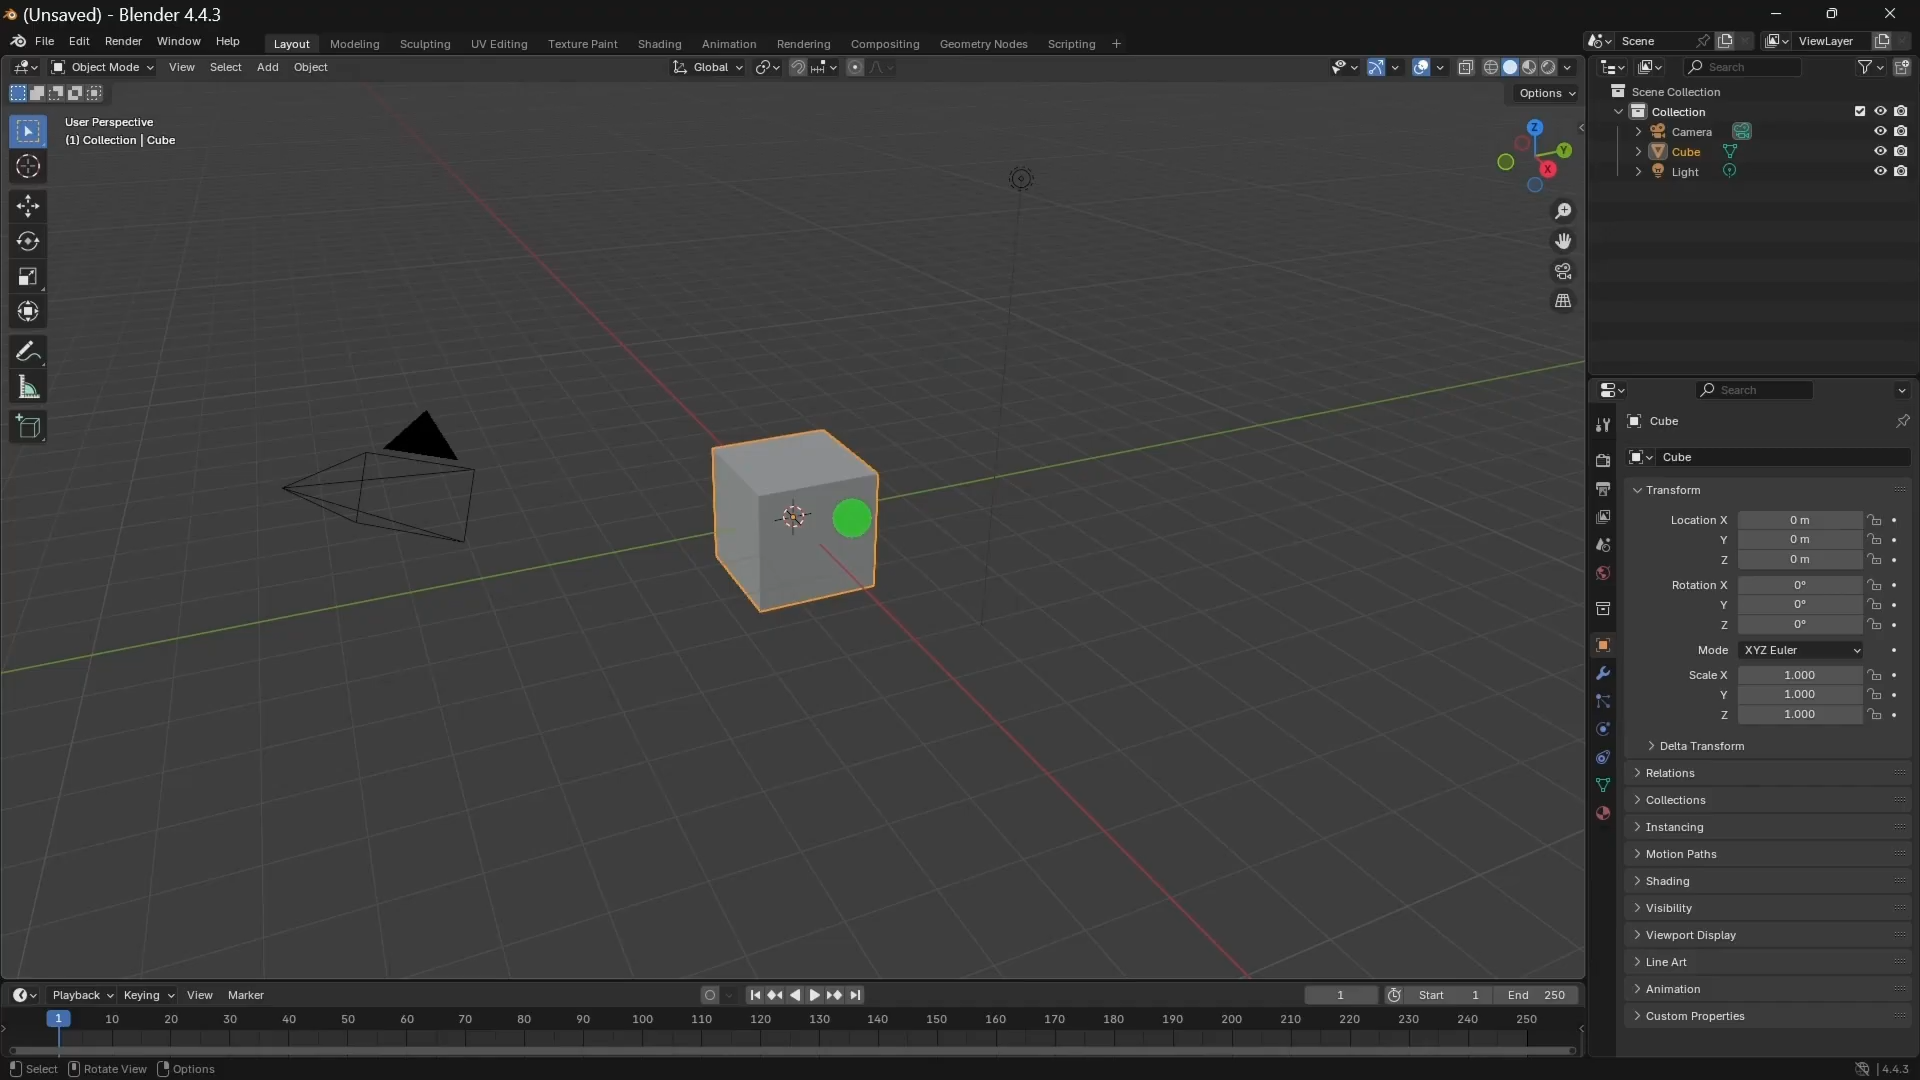 (Unsaved) - Blender 4.4.3
File Edit Render Window Help Layout Modeling Sculpting UV Editing Texture Paint Shading Animation Rendering Compositing Geometry Nodes Scripting + Scene ViewLayer
Object Mode View Select Add Object Global Search
Options
User Perspective
(1) Collection | Cube
Z
Y
X
Scene Collection
Collection
Camera
Cube
Light
Search
Cube
Cube
Transform
Location X 0 m
Y 0 m
Z 0 m
Rotation X 0°
Y 0°
Z 0°
Mode XYZ Euler
Scale X 1.000
Y 1.000
Z 1.000
Delta Transform
Relations
Collections
Instancing
Motion Paths
Shading
Visibility
Viewport Display
Line Art
Animation
Custom Properties
Playback Keying View Marker 1 Start 1 End 250
1 10 20 30 40 50 60 70 80 90 100 110 120 130 140 150 160 170 180 190 200 210 220 230 240 250
Select Rotate View Options 4.4.3